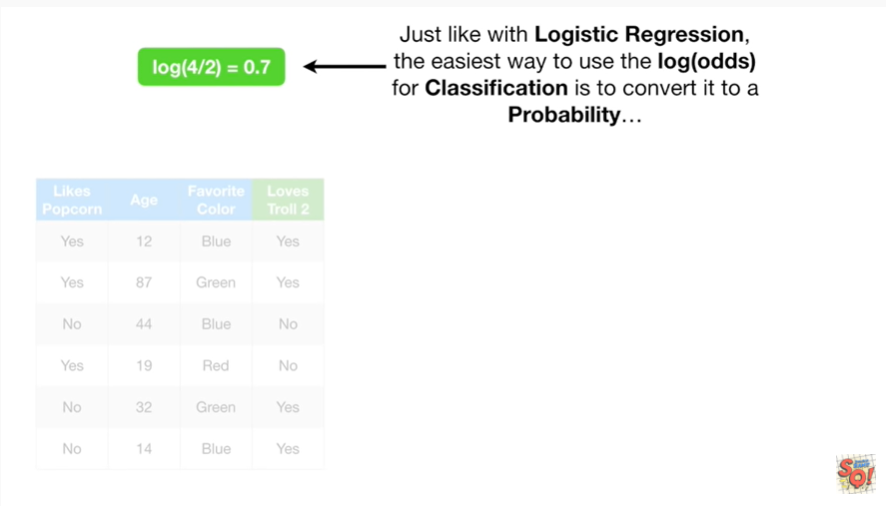 Just like with Logistic Regression,
log(4/2) = 0.7
the easiest way to use the log(odds)
for Classification is to convert it to a
Probability…
Likes Popcorn Age Favorite Color Loves Troll 2
Yes 12 Blue Yes
Yes 87 Green Yes
No 44 Blue No
Yes 19 Red No
No 32 Green Yes
No 14 Blue Yes
SQ!